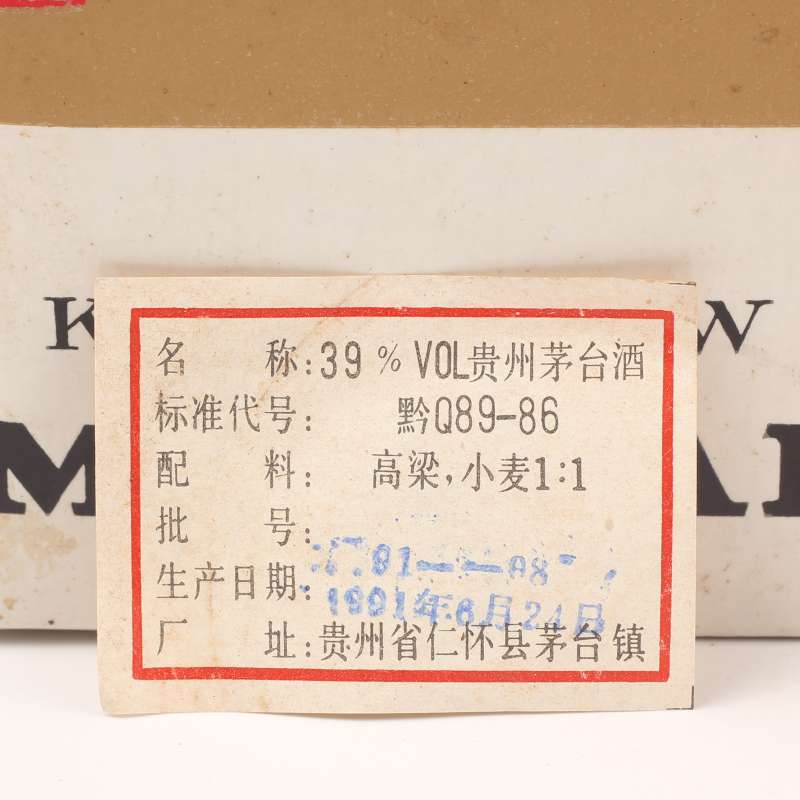 K W
M A
名 称: 39 % VOL贵州茅台酒
标准代号: 黔Q89-86
配 料: 高梁,小麦1:1
批 号:
生产日期: 1991年6月24日
厂 址: 贵州省仁怀县茅台镇